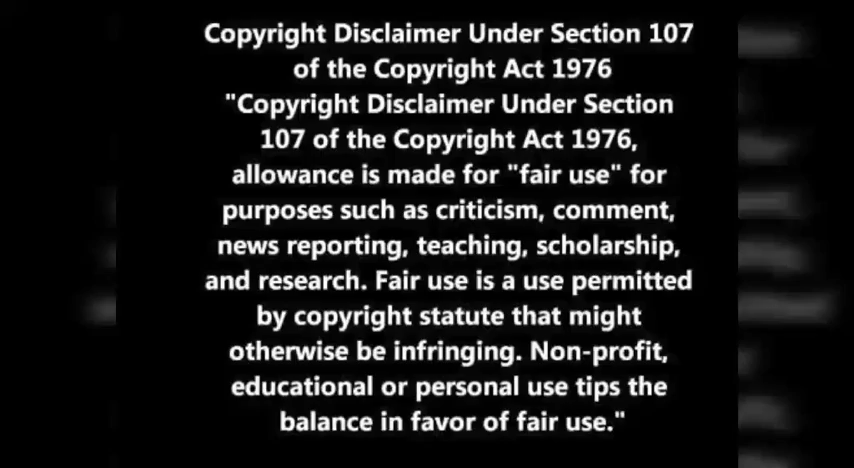 Copyright Disclaimer Under Section 107
of the Copyright Act 1976
"Copyright Disclaimer Under Section
107 of the Copyright Act 1976,
allowance is made for "fair use" for
purposes such as criticism, comment,
news reporting, teaching, scholarship,
and research. Fair use is a use permitted
by copyright statute that might
otherwise be infringing. Non-profit,
educational or personal use tips the
balance in favor of fair use."